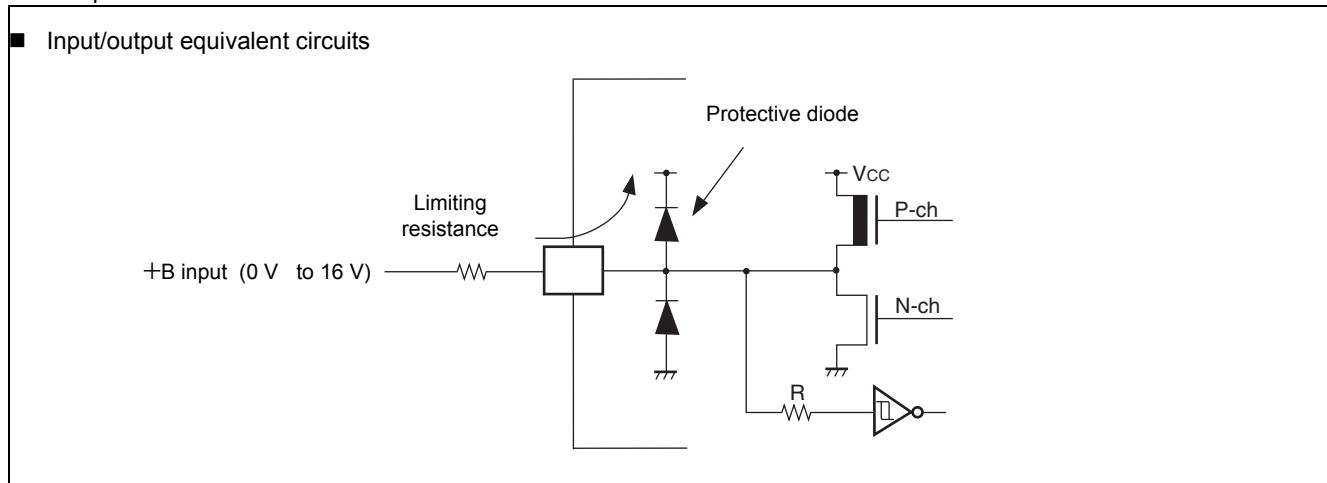 ■ Input/output equivalent circuits
Protective diode
VCC
Limiting
resistance
P-ch
+B input (0 V to 16 V)
N-ch
R